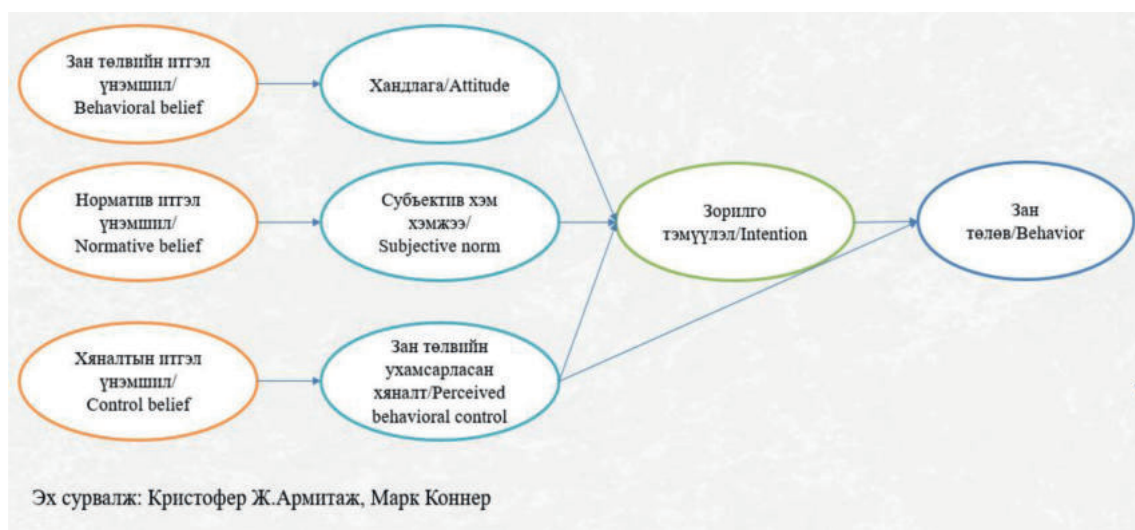 Зан төлвийн итгэл
үнэмшил/
Behavioral belief
Хандлага/Attitude
Норматив итгэл
үнэмшил/
Normative belief
Субъектив хэм
хэмжээ/
Subjective norm
Зорилго
тэмүүлэл/Intention
Зан
төлөв/Behavior
Хяналтын итгэл
үнэмшил/
Control belief
Зан төлвийн
ухамсарласан
хяналт/Perceived
behavioral control
Эх сурвалж: Кристофер Ж.Армитаж, Марк Коннер